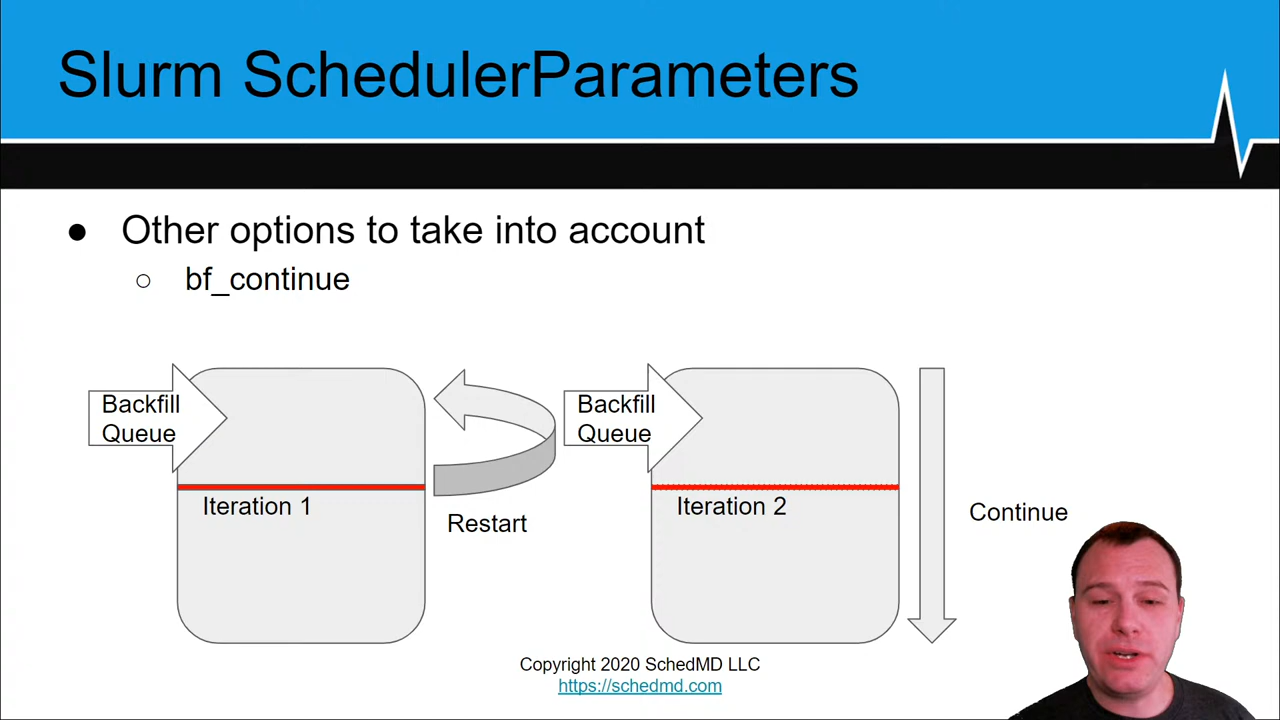 Slurm SchedulerParameters
● Other options to take into account
○ bf_continue
Backfill
Queue
Iteration 1
Restart
Backfill
Queue
Iteration 2
Continue
Copyright 2020 SchedMD LLC
https://schedmd.com